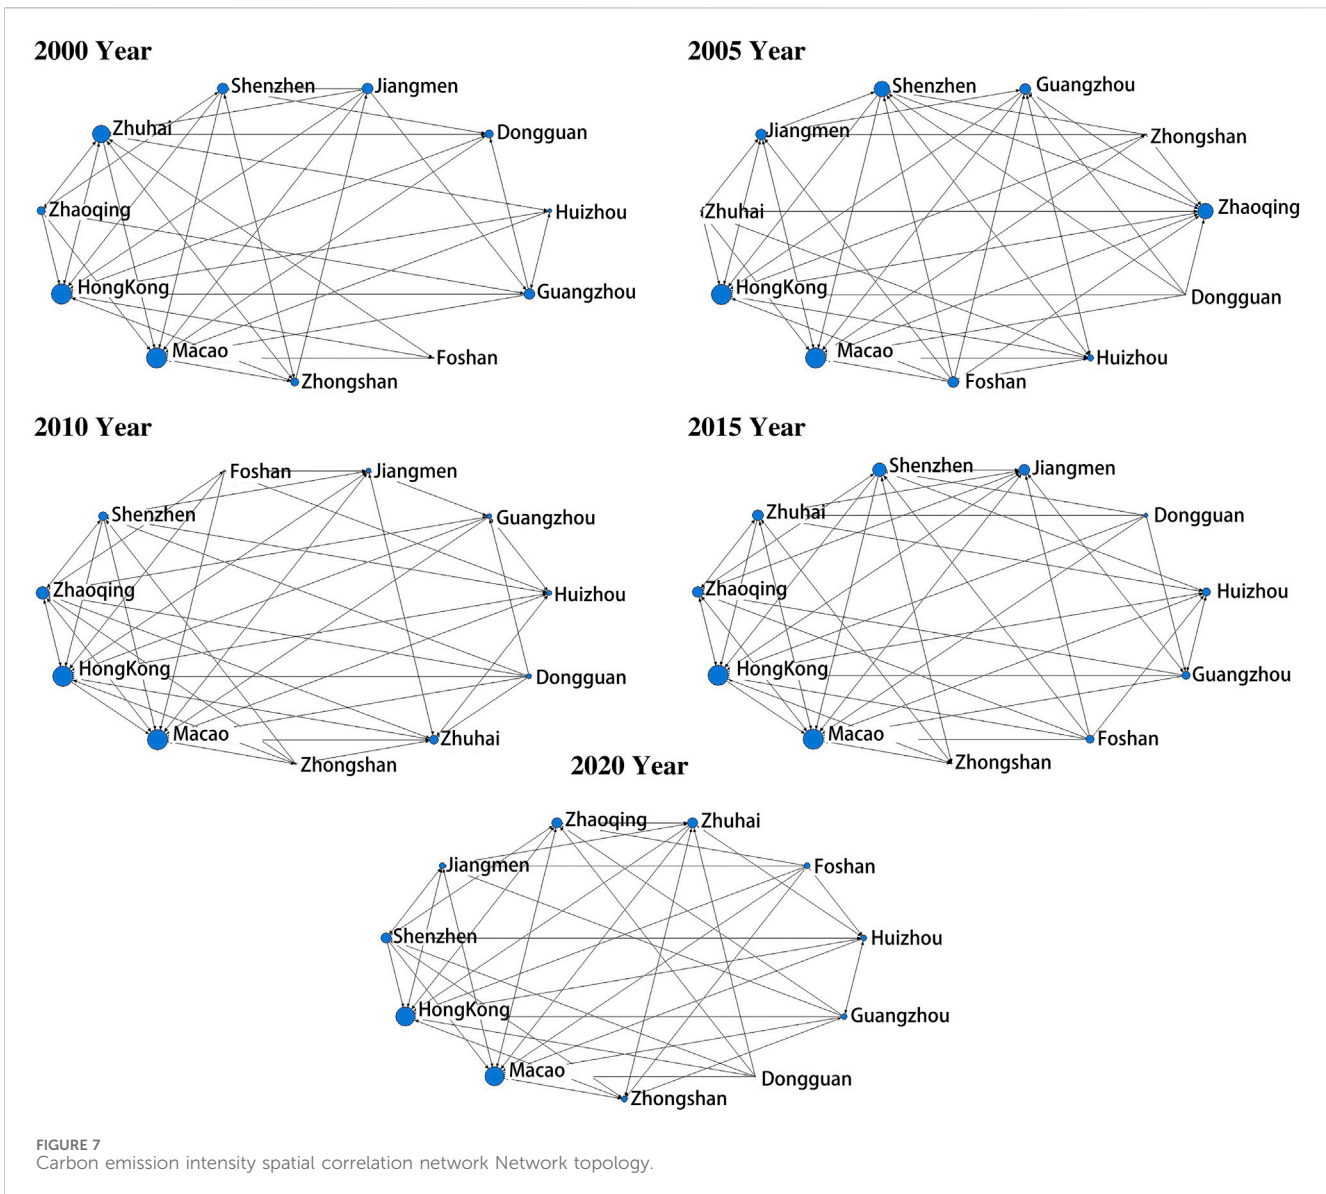 2000 Year
Shenzhen
Jiangmen
Zhuhai
Dongguan
Zhaoqing
Huizhou
HongKong
Guangzhou
Macao
Foshan
Zhongshan
2005 Year
Shenzhen
Guangzhou
Jiangmen
Zhongshan
Zhuhai
Zhaoqing
HongKong
Dongguan
Macao
Huizhou
Foshan
2010 Year
Foshan
Jiangmen
Shenzhen
Guangzhou
Zhaoqing
Huizhou
HongKong
Dongguan
Macao
Zhuhai
Zhongshan
2015 Year
Shenzhen
Jiangmen
Zhuhai
Dongguan
Zhaoqing
Huizhou
HongKong
Guangzhou
Macao
Foshan
Zhongshan
2020 Year
Zhaoqing
Zhuhai
Jiangmen
Foshan
Shenzhen
Huizhou
HongKong
Guangzhou
Macao
Dongguan
Zhongshan
FIGURE 7
Carbon emission intensity spatial correlation network Network topology.